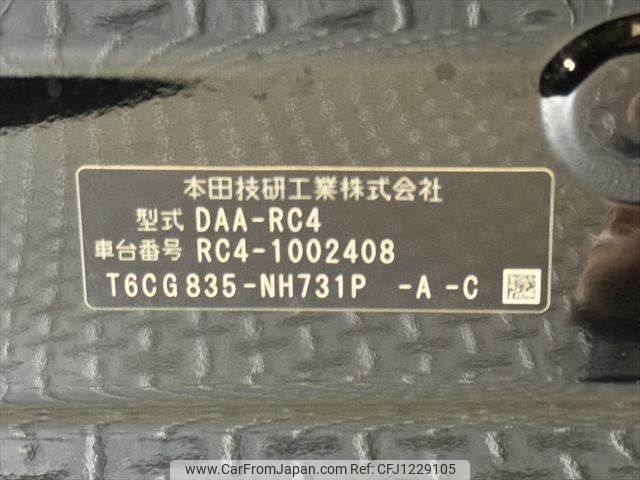 本田技研工業株式会社
型式 DAA-RC4
車台番号 RC4-1002408
T6CG835-NH731P -A -C
www.CarFromJapan.com CFJ1229105